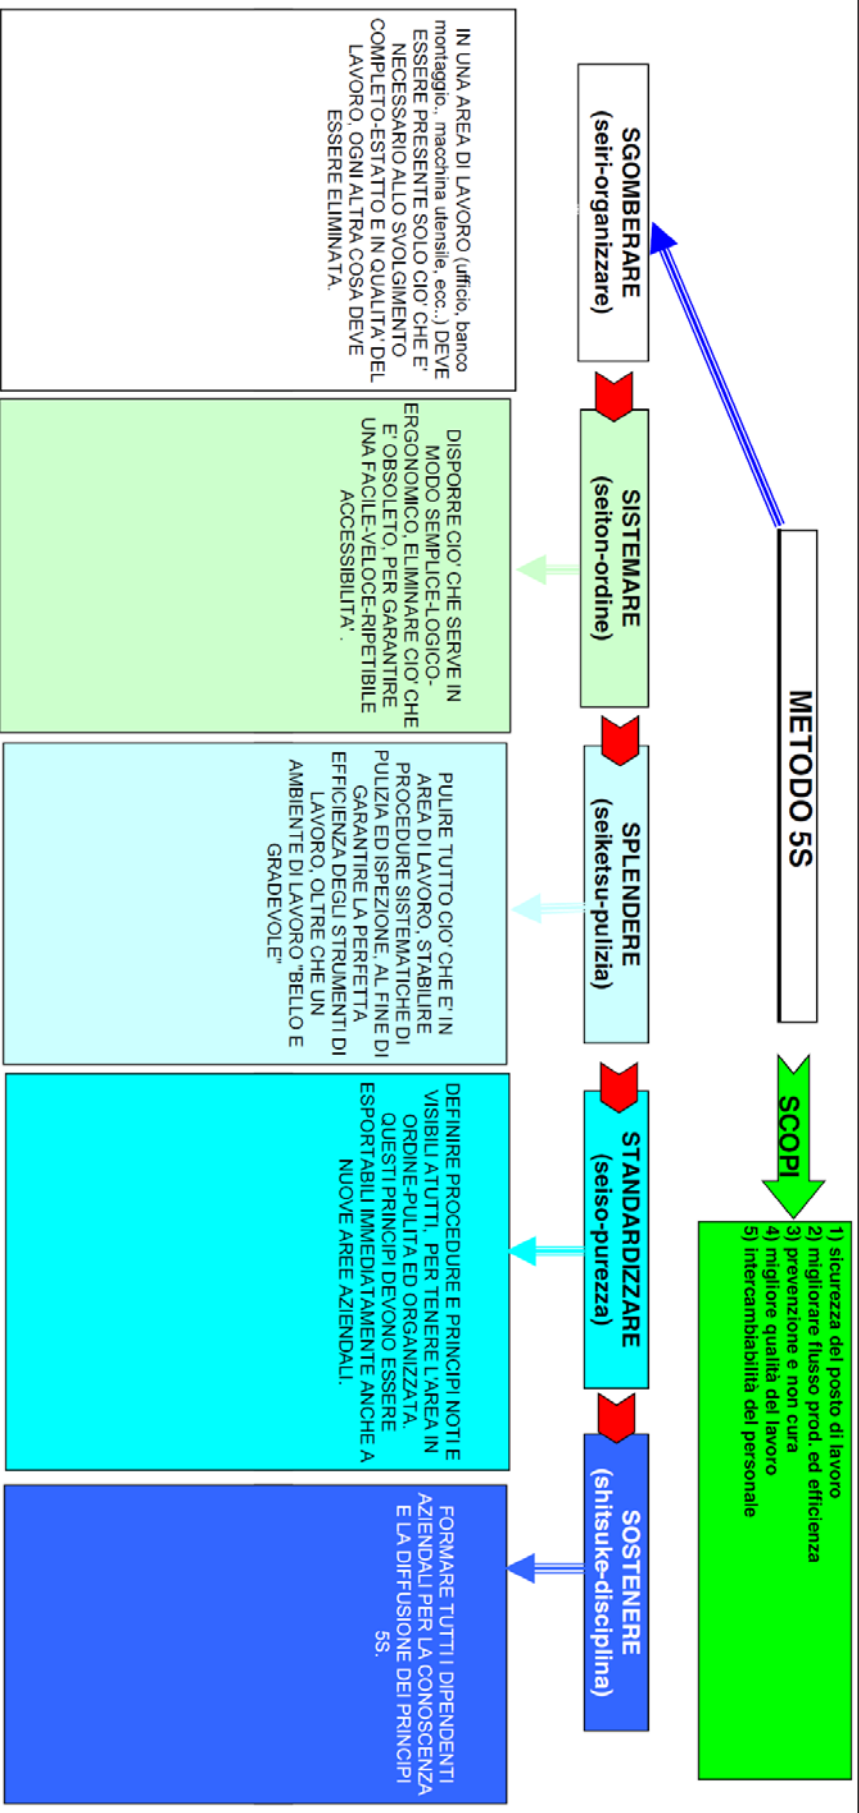 METODO 5S
SCOPI
1) sicurezza del posto di lavoro
2) migliorare flusso prod. ed efficienza
3) prevenzione e non cura
4) migliore qualità del lavoro
5) intercambiabilità del personale
SGOMBERARE
(seiri-organizzare)
SISTEMARE
(seiton-ordine)
SPLENDERE
(seiketsu-pulizia)
STANDARDIZZARE
(seiso-purezza)
SOSTENERE
(shitsuke-disciplina)
IN UNA AREA DI LAVORO (ufficio, banco
montaggio., macchina utensile, ecc..) DEVE
ESSERE PRESENTE SOLO CIO' CHE E'
NECESSARIO ALLO SVOLGIMENTO
COMPLETO-ESTATTO E IN QUALITA' DEL
LAVORO, OGNI ALTRA COSA DEVE
ESSERE ELIMINATA.
DISPORRE CIO' CHE SERVE IN
MODO SEMPLICE-LOGICO-
ERGONOMICO, ELIMINARE CIO' CHE
E' OBSOLETO, PER GARANTIRE
UNA FACILE-VELOCE-RIPETIBILE
ACCESSIBILITA' .
PULIRE TUTTO CIO' CHE E' IN
AREA DI LAVORO, STABILIRE
PROCEDURE SISTEMATICHE DI
PULIZIA ED ISPEZIONE, AL FINE DI
GARANTIRE LA PERFETTA
EFFICIENZA DEGLI STRUMENTI DI
LAVORO, OLTRE CHE UN
AMBIENTE DI LAVORO "BELLO E
GRADEVOLE"
DEFINIRE PROCEDURE E PRINCIPI NOTI E
VISIBILI ATUTTI, PER TENERE L'AREA IN
ORDINE-PULITA ED ORGANIZZATA.
QUESTI PRINCIPI DEVONO ESSERE
ESPORTABILI IMMEDIATAMENTE ANCHE A
NUOVE AREE AZIENDALI.
FORMARE TUTTI I DIPENDENTI
AZIENDALI PER LA CONOSCENZA
E LA DIFFUSIONE DEI PRINCIPI
5S.